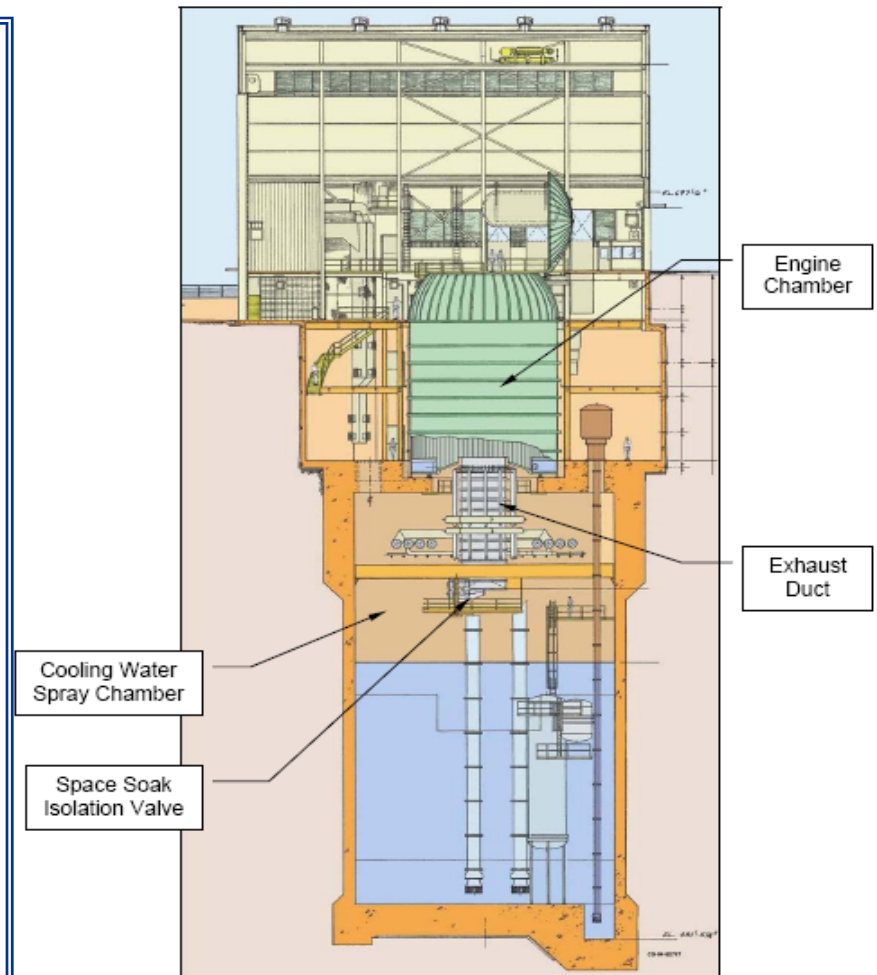 Engine
Chamber
Exhaust
Duct
Cooling Water
Spray Chamber
Space Soak
Isolation Valve